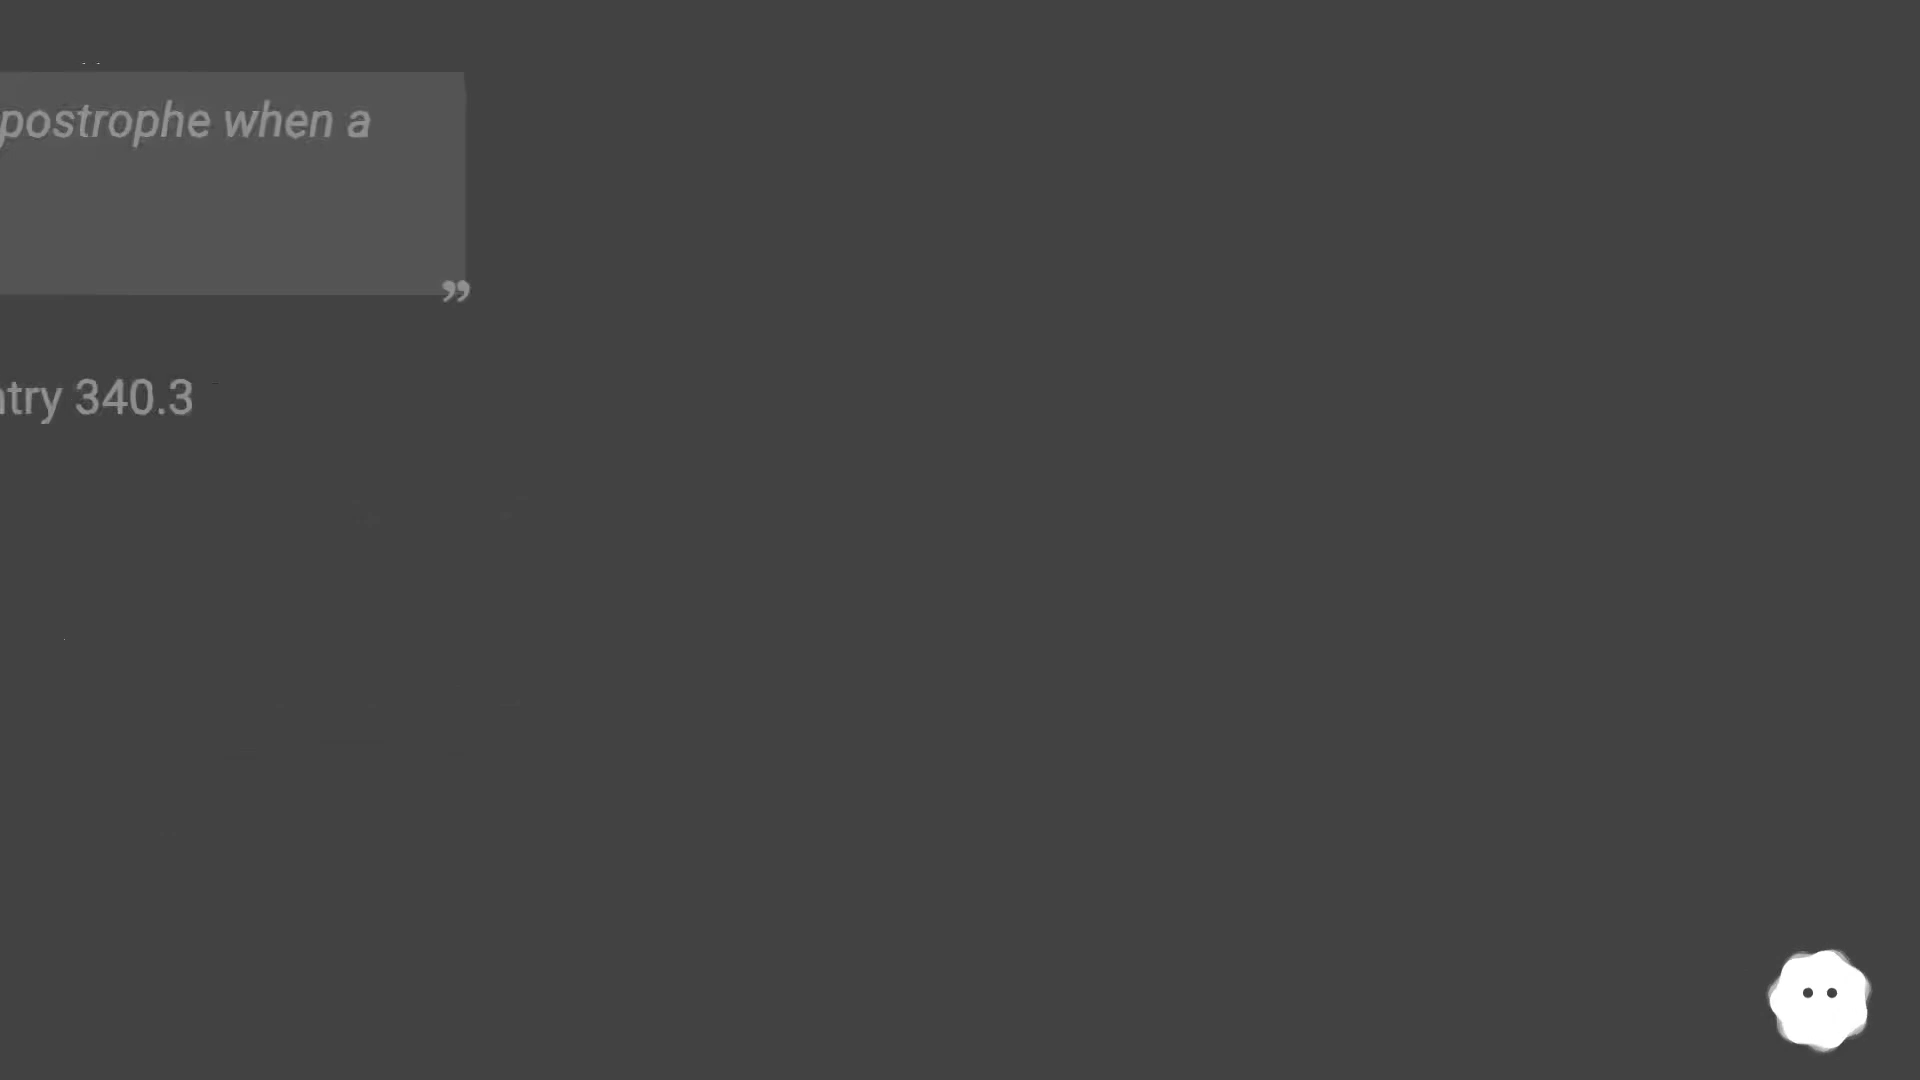 postrophe when a
”
ntry 340.3